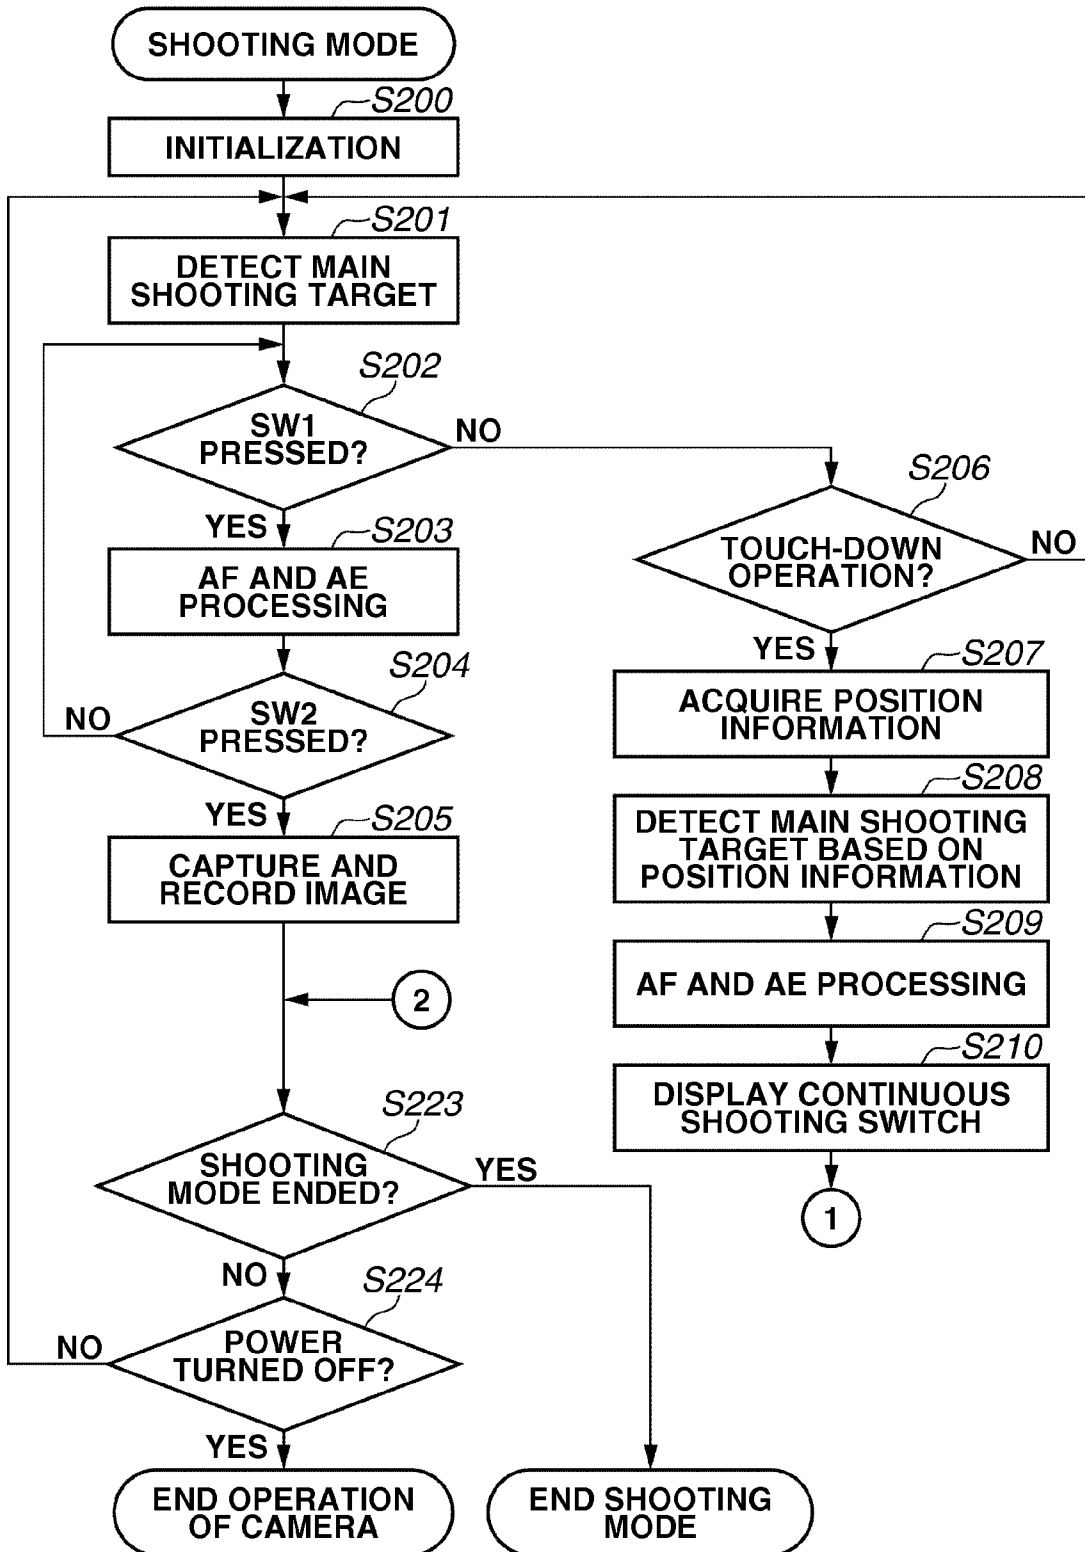 SHOOTING MODE
S200
INITIALIZATION
S201
DETECT MAIN
SHOOTING TARGET
S202
SW1
PRESSED?
NO
YES
S203
AF AND AE
PROCESSING
S204
SW2
PRESSED?
NO
YES
S205
CAPTURE AND
RECORD IMAGE
2
S223
SHOOTING
MODE ENDED?
YES
NO
S224
POWER
TURNED OFF?
NO
YES
END OPERATION
OF CAMERA
END SHOOTING
MODE
S206
TOUCH-DOWN
OPERATION?
NO
YES
S207
ACQUIRE POSITION
INFORMATION
S208
DETECT MAIN SHOOTING
TARGET BASED ON
POSITION INFORMATION
S209
AF AND AE PROCESSING
S210
DISPLAY CONTINUOUS
SHOOTING SWITCH
1